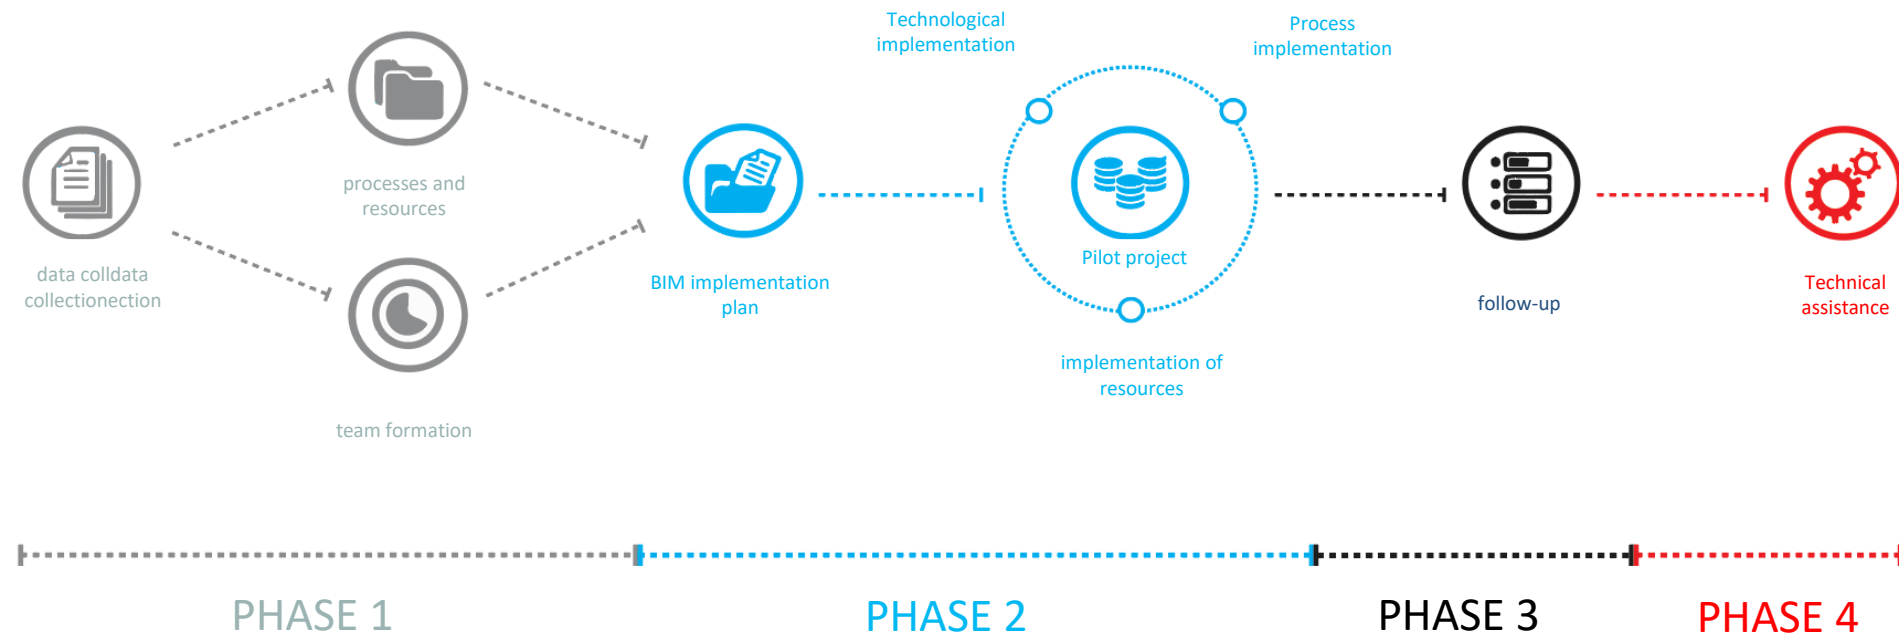 Technological
implementation
Process
implementation
processes and
resources
data colldata
collectionection
team formation
BIM implementation
plan
Pilot project
implementation of
resources
follow-up
Technical
assistance
PHASE 1
PHASE 2
PHASE 3
PHASE 4